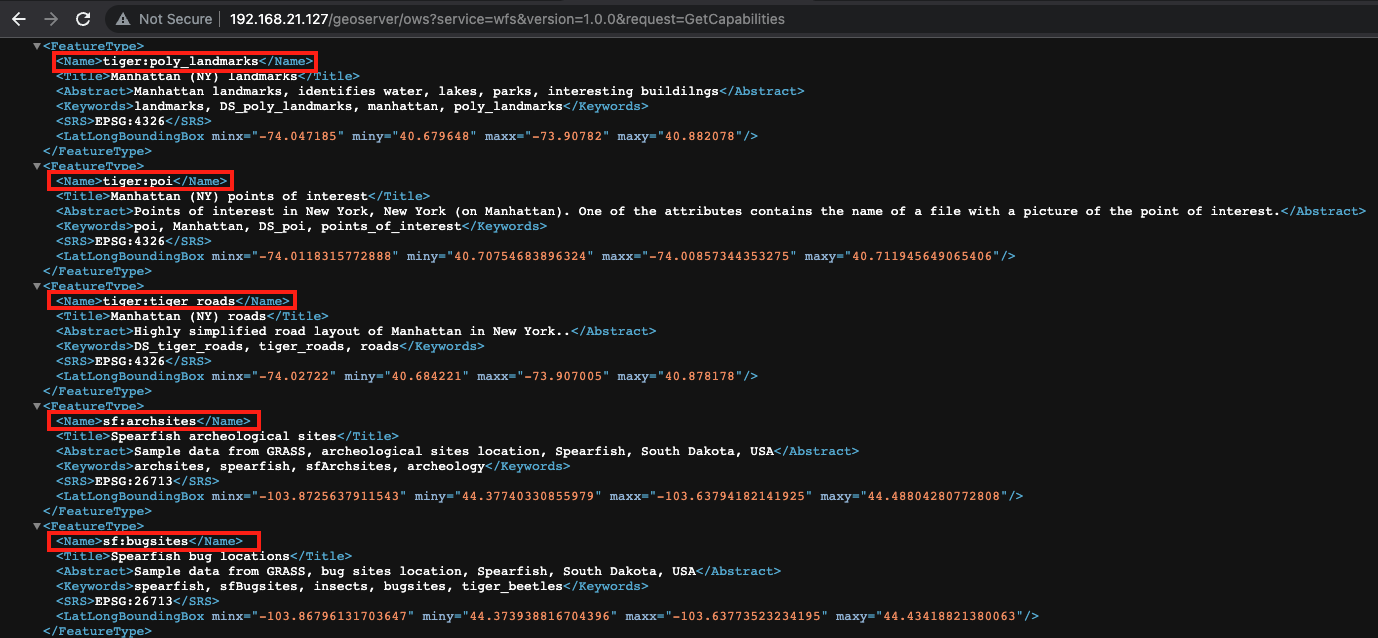 Not Secure 192.168.21.127/geoserver/ows?service=wfs&version=1.0.0&request=GetCapabilities
<FeatureType>
<Name>tiger:poly_landmarks</Name>
<Title>Manhattan (NY) landmarks</Title>
<Abstract>Manhattan landmarks, identifies water, lakes, parks, interesting buildilngs</Abstract>
<Keywords>landmarks, DS_poly_landmarks, manhattan, poly_landmarks</Keywords>
<SRS>EPSG:4326</SRS>
<LatLongBoundingBox minx="-74.047185" miny="40.679648" maxx="-73.90782" maxy="40.882078"/>
</FeatureType>
<FeatureType>
<Name>tiger:poi</Name>
<Title>Manhattan (NY) points of interest</Title>
<Abstract>Points of interest in New York, New York (on Manhattan). One of the attributes contains the name of a file with a picture of the point of interest.</Abstract>
<Keywords>poi, Manhattan, DS_poi, points_of_interest</Keywords>
<SRS>EPSG:4326</SRS>
<LatLongBoundingBox minx="-74.0118315772888" miny="40.70754683896324" maxx="-74.00857344353275" maxy="40.711945649065406"/>
</FeatureType>
<FeatureType>
<Name>tiger:tiger_roads</Name>
<Title>Manhattan (NY) roads</Title>
<Abstract>Highly simplified road layout of Manhattan in New York..</Abstract>
<Keywords>DS_tiger_roads, tiger_roads, roads</Keywords>
<SRS>EPSG:4326</SRS>
<LatLongBoundingBox minx="-74.02722" miny="40.684221" maxx="-73.907005" maxy="40.878178"/>
</FeatureType>
<FeatureType>
<Name>sf:archsites</Name>
<Title>Spearfish archeological sites</Title>
<Abstract>Sample data from GRASS, archeological sites location, Spearfish, South Dakota, USA</Abstract>
<Keywords>archsites, spearfish, sfArchsites, archeology</Keywords>
<SRS>EPSG:26713</SRS>
<LatLongBoundingBox minx="-103.8725637911543" miny="44.37740330855979" maxx="-103.63794182141925" maxy="44.48804280772808"/>
</FeatureType>
<FeatureType>
<Name>sf:bugsites</Name>
<Title>Spearfish bug locations</Title>
<Abstract>Sample data from GRASS, bug sites location, Spearfish, South Dakota, USA</Abstract>
<Keywords>spearfish, sfBugsites, insects, bugsites, tiger_beetles</Keywords>
<SRS>EPSG:26713</SRS>
<LatLongBoundingBox minx="-103.86796131703647" miny="44.373938816704396" maxx="-103.63773523234195" maxy="44.43418821380063"/>
</FeatureType>